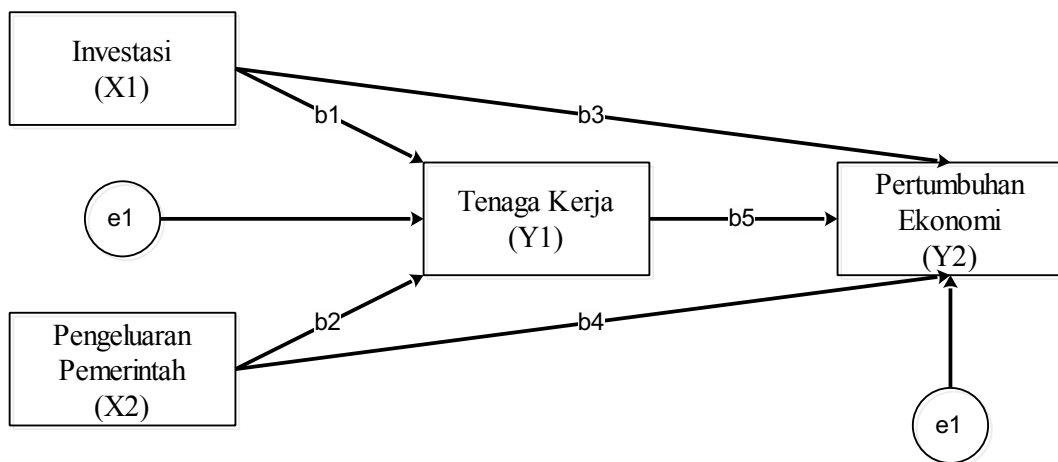 Investasi
(X1)
b1
b3
e1
Tenaga Kerja
(Y1)
b5
Pertumbuhan
Ekonomi
(Y2)
b2
b4
Pengeluaran
Pemerintah
(X2)
e1